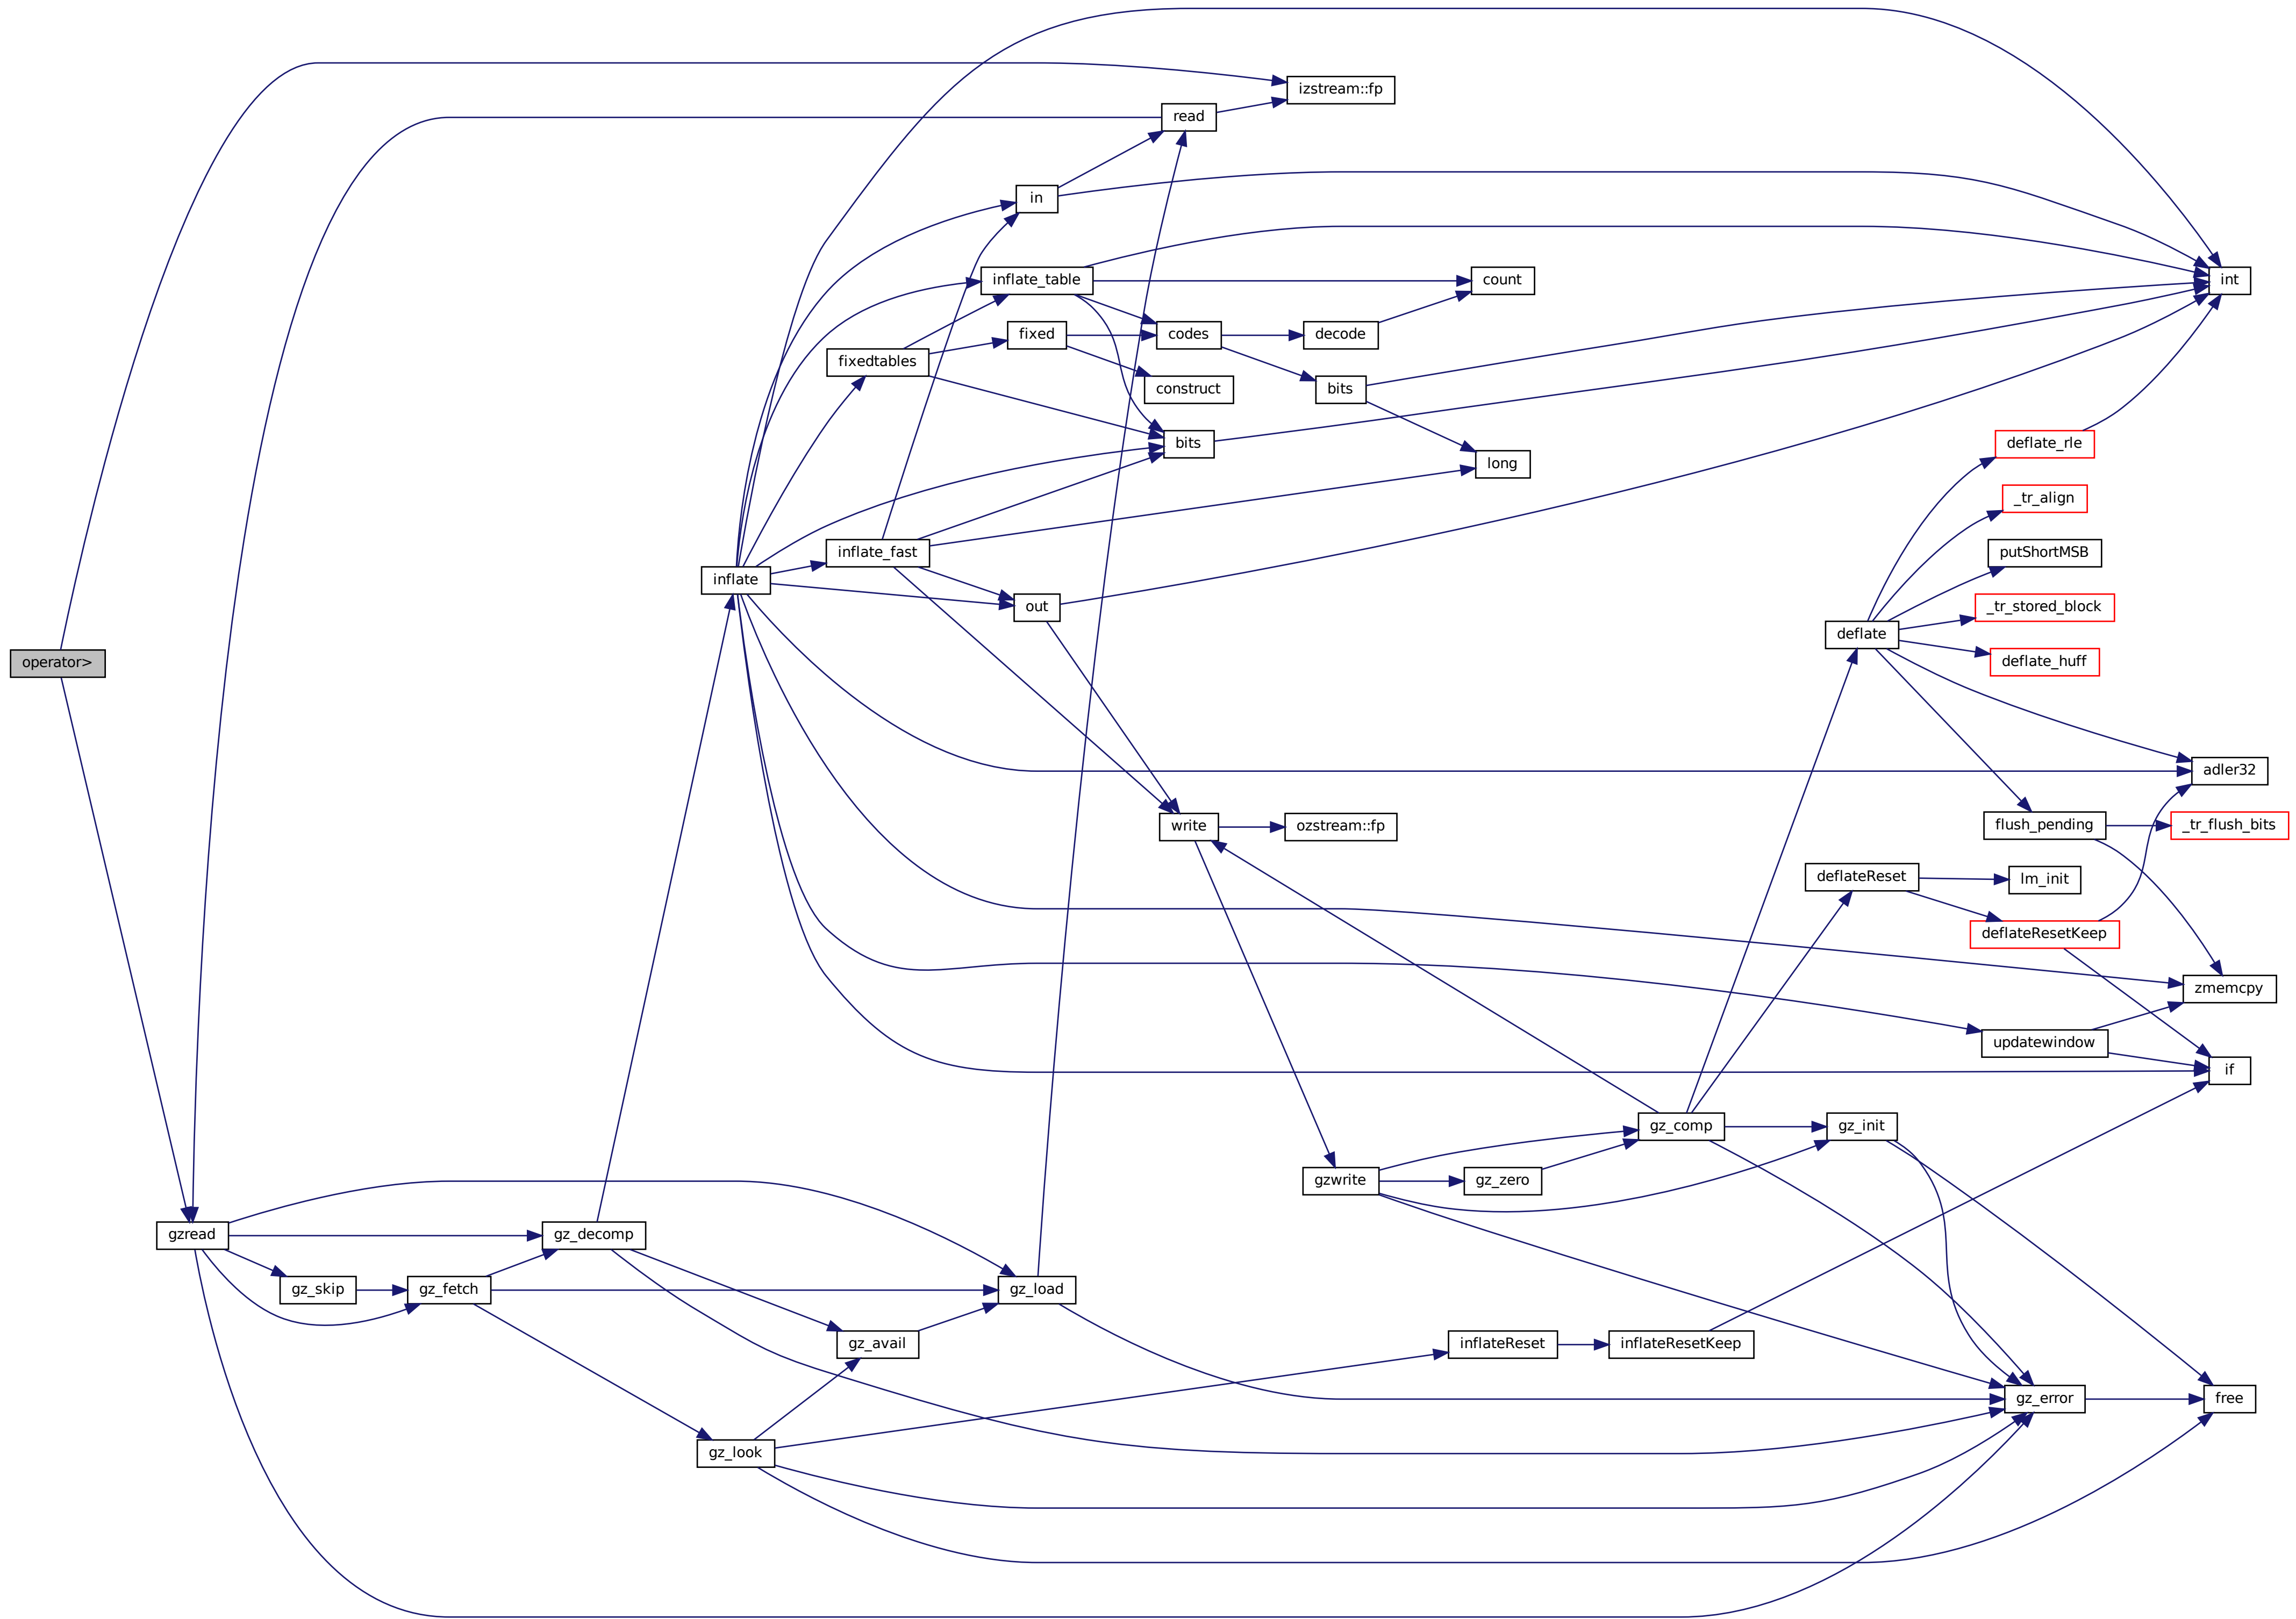 izstream::fp
read
in
inflate_table
count
int
fixed
codes
decode
fixedtables
construct
bits
bits
deflate_rle
long
_tr_align
inflate_fast
putShortMSB
inflate
out
_tr_stored_block
deflate
operator>
deflate_huff
adler32
write
ozstream::fp
flush_pending
_tr_flush_bits
deflateReset
lm_init
deflateResetKeep
zmemcpy
updatewindow
if
gz_comp
gz_init
gzwrite
gz_zero
gzread
gz_decomp
gz_skip
gz_fetch
gz_load
gz_avail
inflateReset
inflateResetKeep
gz_error
free
gz_look